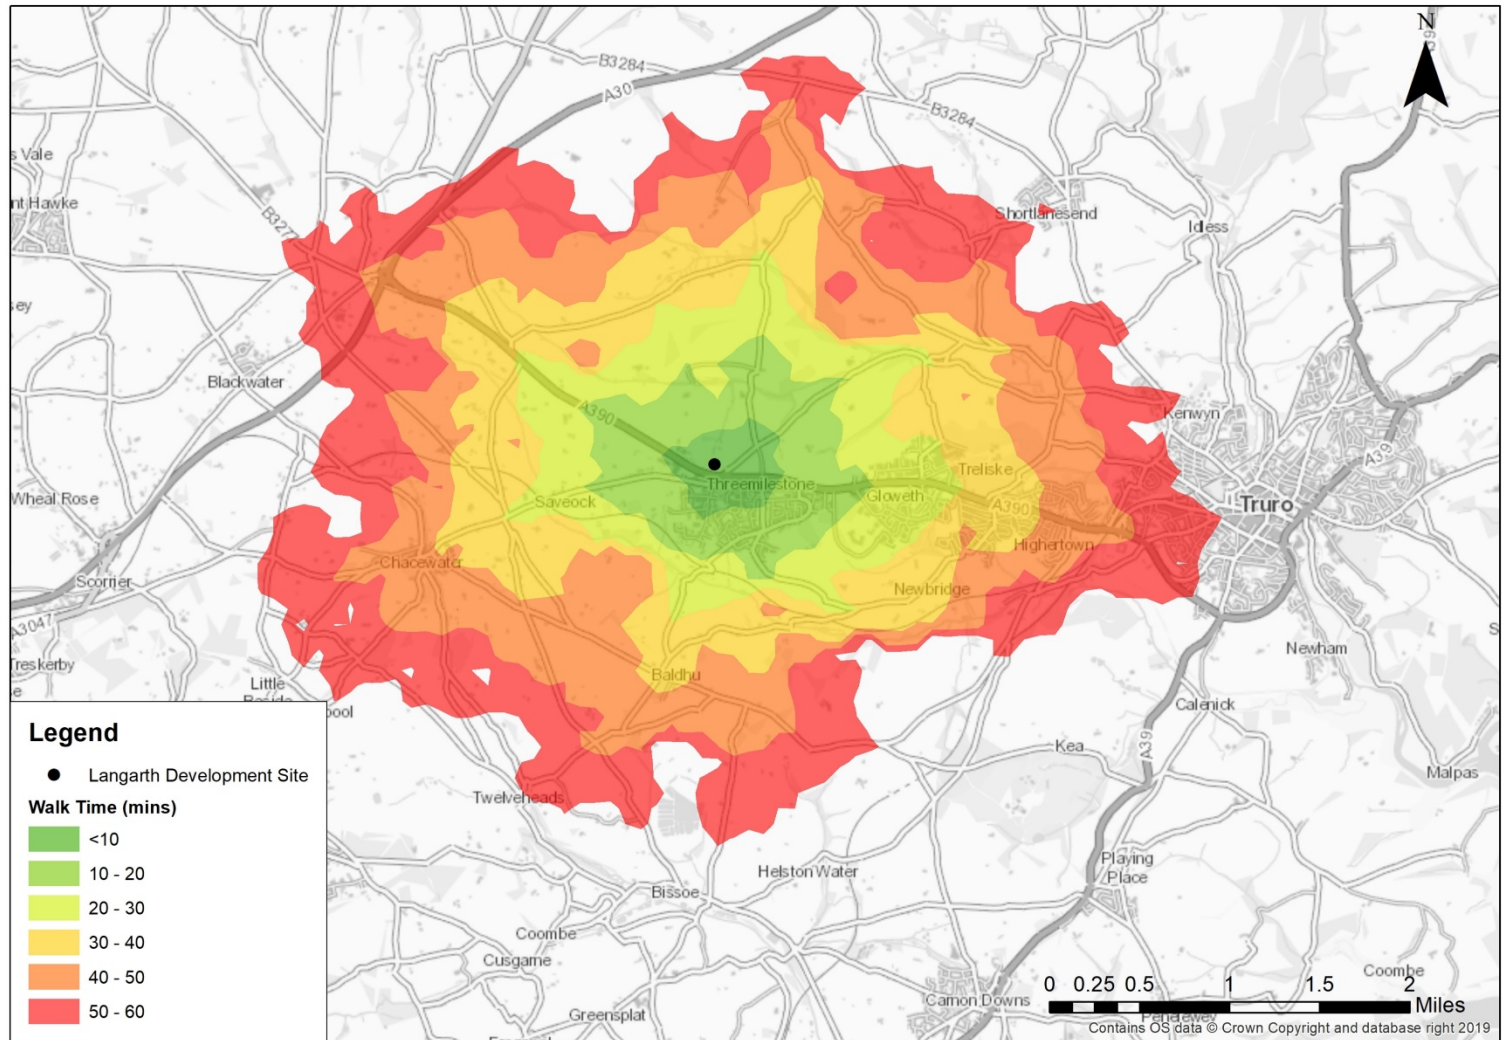 N
B3284
A30
B3284
s Vale
nt Hawke
B327
Shortlanesend
Idless
sey
Blackwater
Kenwyn
A390
A39
Treliske
Threemilestone
Gloweth
Wheal Rose
Saveock
A390
Truro
Highertown
Chacewater
Scorrier
Newbridge
A3047
Newham
Treskerby
e
Little
Baldhu
Calenick
pool
Kea
A39
Malpas
Twelveheads
Playing
Place
Helston Water
Bissoe
Coombe
Cusgarne
Coombe
Carnon Downs
Greensplat
Penelewey
Legend
Langarth Development Site
Walk Time (mins)
<10
10 - 20
20 - 30
30 - 40
40 - 50
50 - 60
0 0.25 0.5 1 1.5 2
Miles
Contains OS data © Crown Copyright and database right 2019